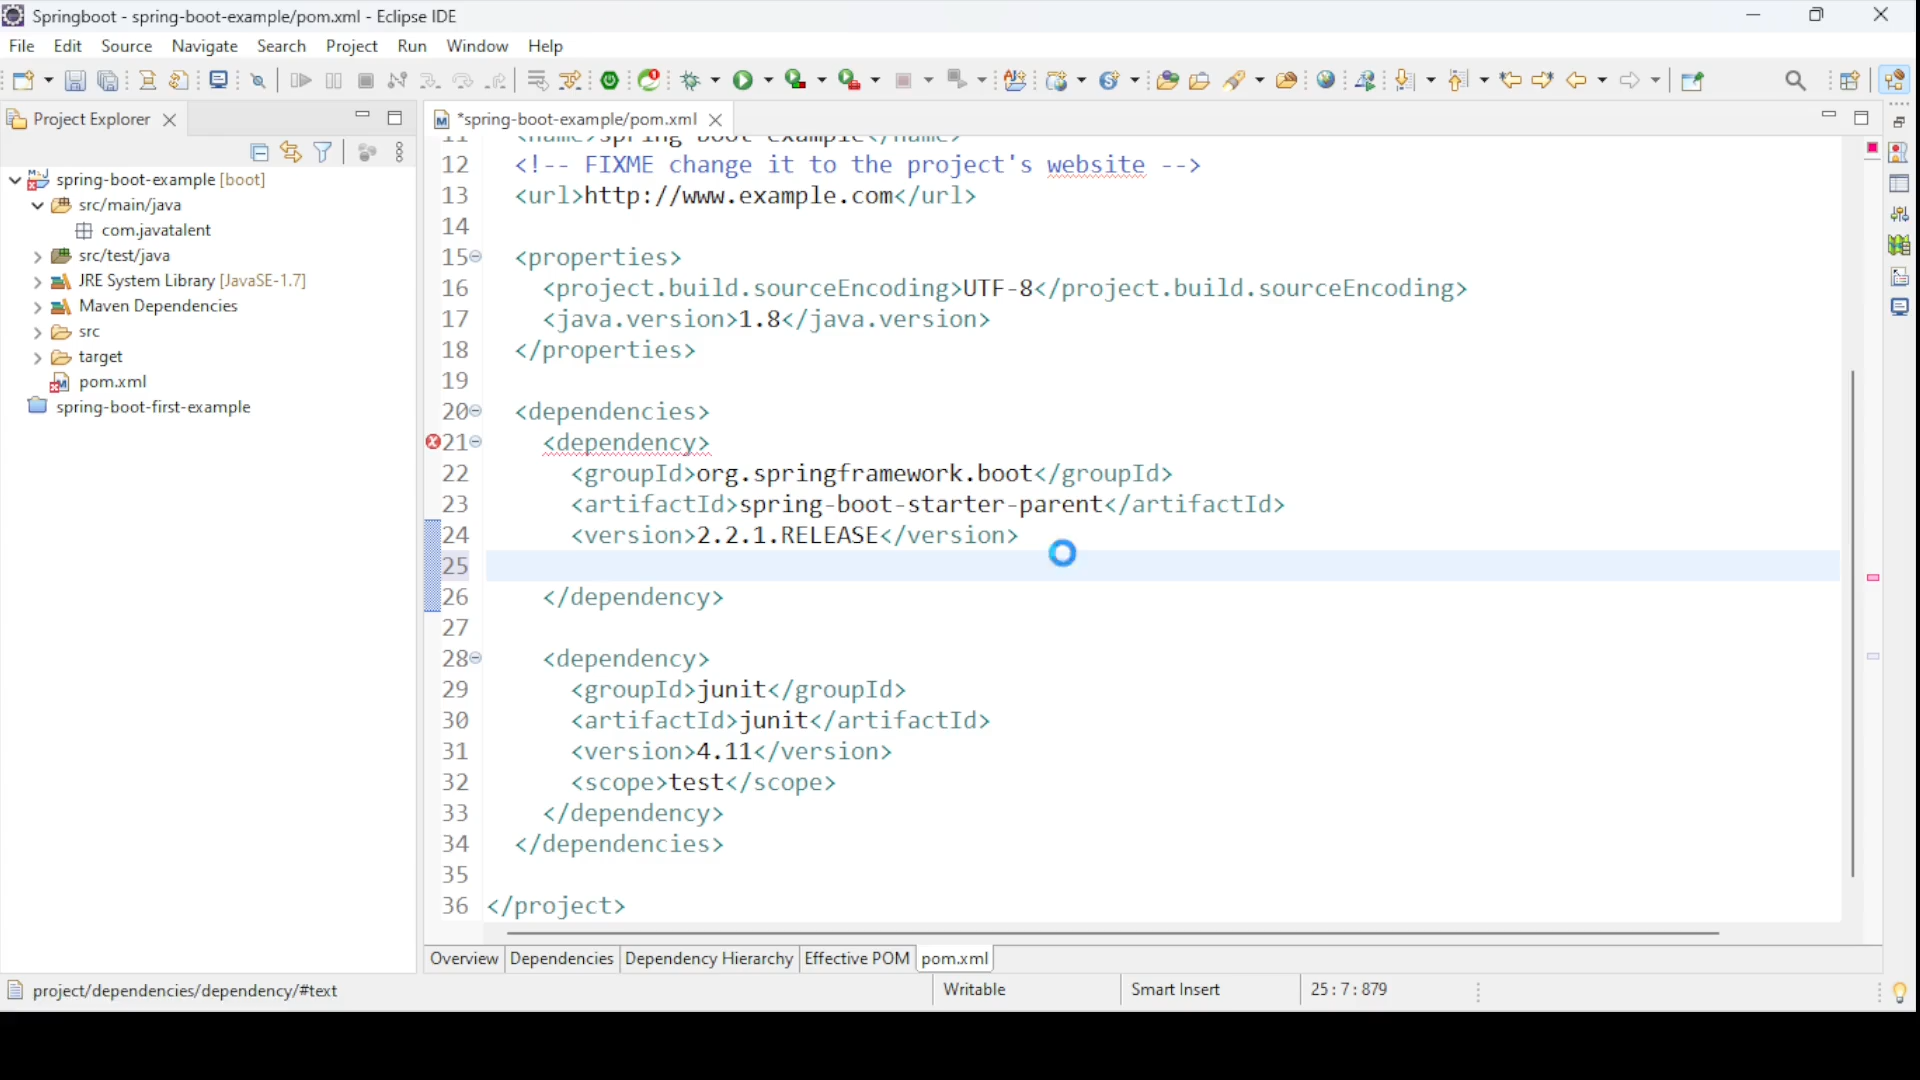 Springboot - spring-boot-example/pom.xml - Eclipse IDE
File Edit Source Navigate Search Project Run Window Help
Project Explorer
spring-boot-example [boot]
src/main/java
com.javatalent
src/test/java
JRE System Library [JavaSE-1.7]
Maven Dependencies
src
target
pom.xml
spring-boot-first-example
*spring-boot-example/pom.xml
11 <name>spring-boot-example</name>
12 <!-- FIXME change it to the project's website -->
13 <url>http://www.example.com</url>
14
15 <properties>
16 <project.build.sourceEncoding>UTF-8</project.build.sourceEncoding>
17 <java.version>1.8</java.version>
18 </properties>
19
20 <dependencies>
21 <dependency>
22 <groupId>org.springframework.boot</groupId>
23 <artifactId>spring-boot-starter-parent</artifactId>
24 <version>2.2.1.RELEASE</version>
25
26 </dependency>
27
28 <dependency>
29 <groupId>junit</groupId>
30 <artifactId>junit</artifactId>
31 <version>4.11</version>
32 <scope>test</scope>
33 </dependency>
34 </dependencies>
35
36 </project>
Overview Dependencies Dependency Hierarchy Effective POM pom.xml
project/dependencies/dependency/#text Writable Smart Insert 25 : 7 : 879